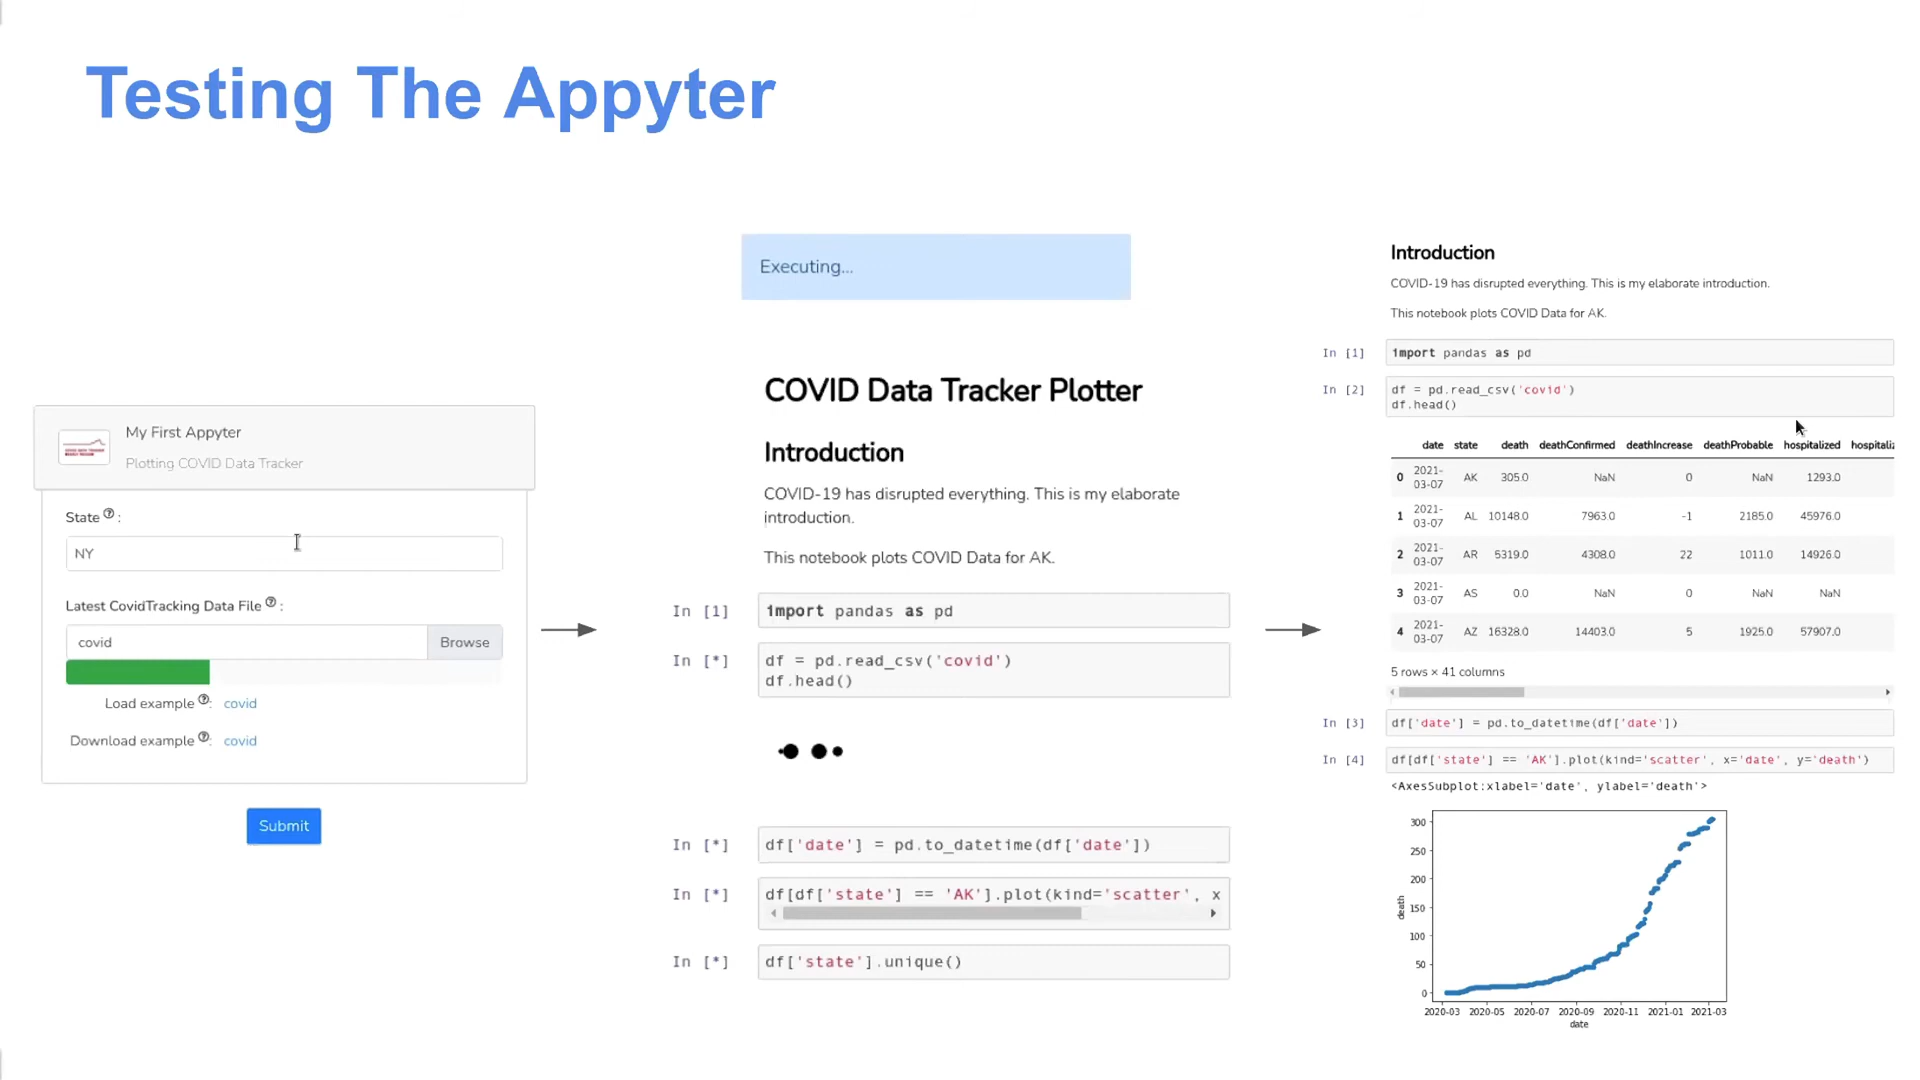 Testing The Appyter
My First Appyter
Plotting COVID Data Tracker
State ? :
NY
Latest CovidTracking Data File ? :
covid
Browse
Load example ?: covid
Download example ?: covid
Submit
Executing...
COVID Data Tracker Plotter
Introduction
COVID-19 has disrupted everything. This is my elaborate
introduction.
This notebook plots COVID Data for AK.
In [1] import pandas as pd
In [*] df = pd.read_csv('covid')
df.head()
In [*] df['date'] = pd.to_datetime(df['date'])
In [*] df[df['state'] == 'AK'].plot(kind='scatter', x
In [*] df['state'].unique()
Introduction
COVID-19 has disrupted everything. This is my elaborate introduction.
This notebook plots COVID Data for AK.
In [1] import pandas as pd
In [2] df = pd.read_csv('covid')
df.head()
date state death deathConfirmed deathIncrease deathProbable hospitalized hospitaliz
0 2021-03-07 AK 305.0 NaN 0 NaN 1293.0
1 2021-03-07 AL 10148.0 7963.0 -1 2185.0 45976.0
2 2021-03-07 AR 5319.0 4308.0 22 1011.0 14926.0
3 2021-03-07 AS 0.0 NaN 0 NaN NaN
4 2021-03-07 AZ 16328.0 14403.0 5 1925.0 57907.0
5 rows × 41 columns
In [3] df['date'] = pd.to_datetime(df['date'])
In [4] df[df['state'] == 'AK'].plot(kind='scatter', x='date', y='death')
<AxesSubplot:xlabel='date', ylabel='death'>
300
250
200
150
100
50
0
death
2020-03 2020-05 2020-07 2020-09 2020-11 2021-01 2021-03
date